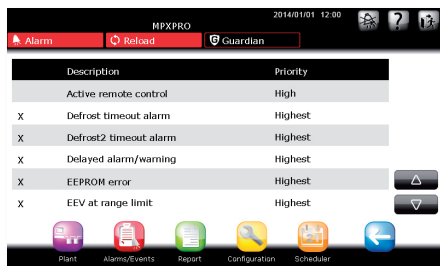 MPXPRO
2014/01/01 12:00
?
Alarm Reload Guardian
Description Priority
Active remote control High
X Defrost timeout alarm Highest
X Defrost2 timeout alarm Highest
X Delayed alarm/warning Highest
X EEPROM error Highest
X EEV at range limit Highest
Plant Alarms/Events Report Configuration Scheduler